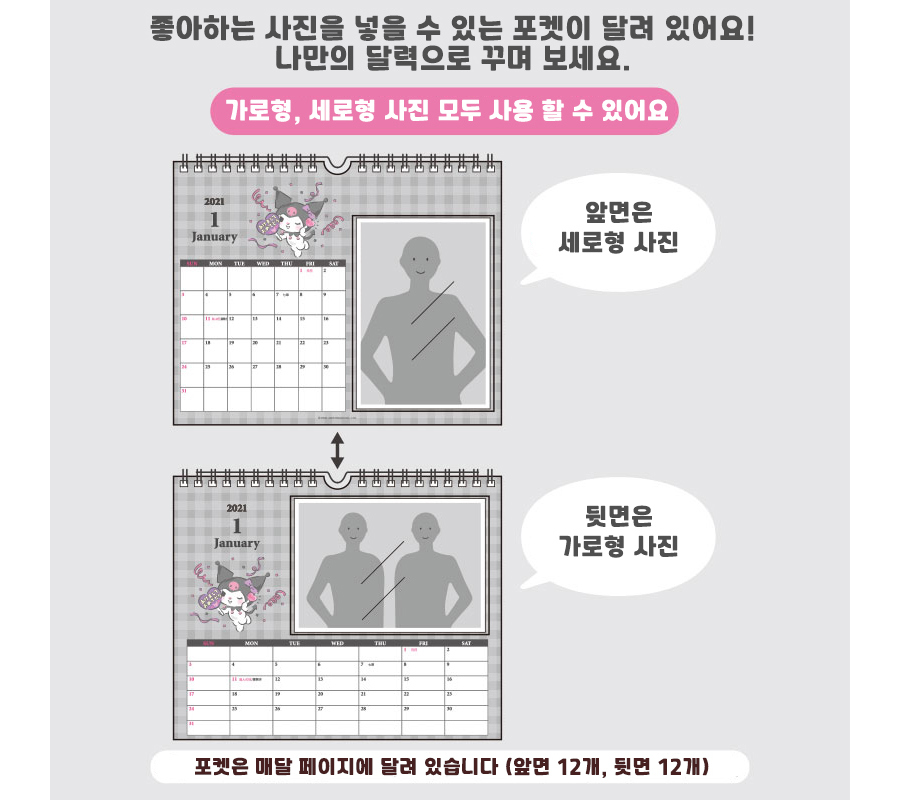 좋아하는 사진을 넣을 수 있는 포켓이 달려 있어요!
나만의 달력으로 꾸며 보세요.
가로형, 세로형 사진 모두 사용 할 수 있어요
2021
1
January
SUN MON TUE WED THU FRI SAT
1 2
3 4 5 6 7 8 9
10 11 12 13 14 15 16
17 18 19 20 21 22 23
24 25 26 27 28 29 30
31
앞면은
세로형 사진
2021
1
January
SUN MON TUE WED THU FRI SAT
1 2
3 4 5 6 7 8 9
10 11 12 13 14 15 16
17 18 19 20 21 22 23
24 25 26 27 28 29 30
31
뒷면은
가로형 사진
포켓은 매달 페이지에 달려 있습니다 (앞면 12개, 뒷면 12개)